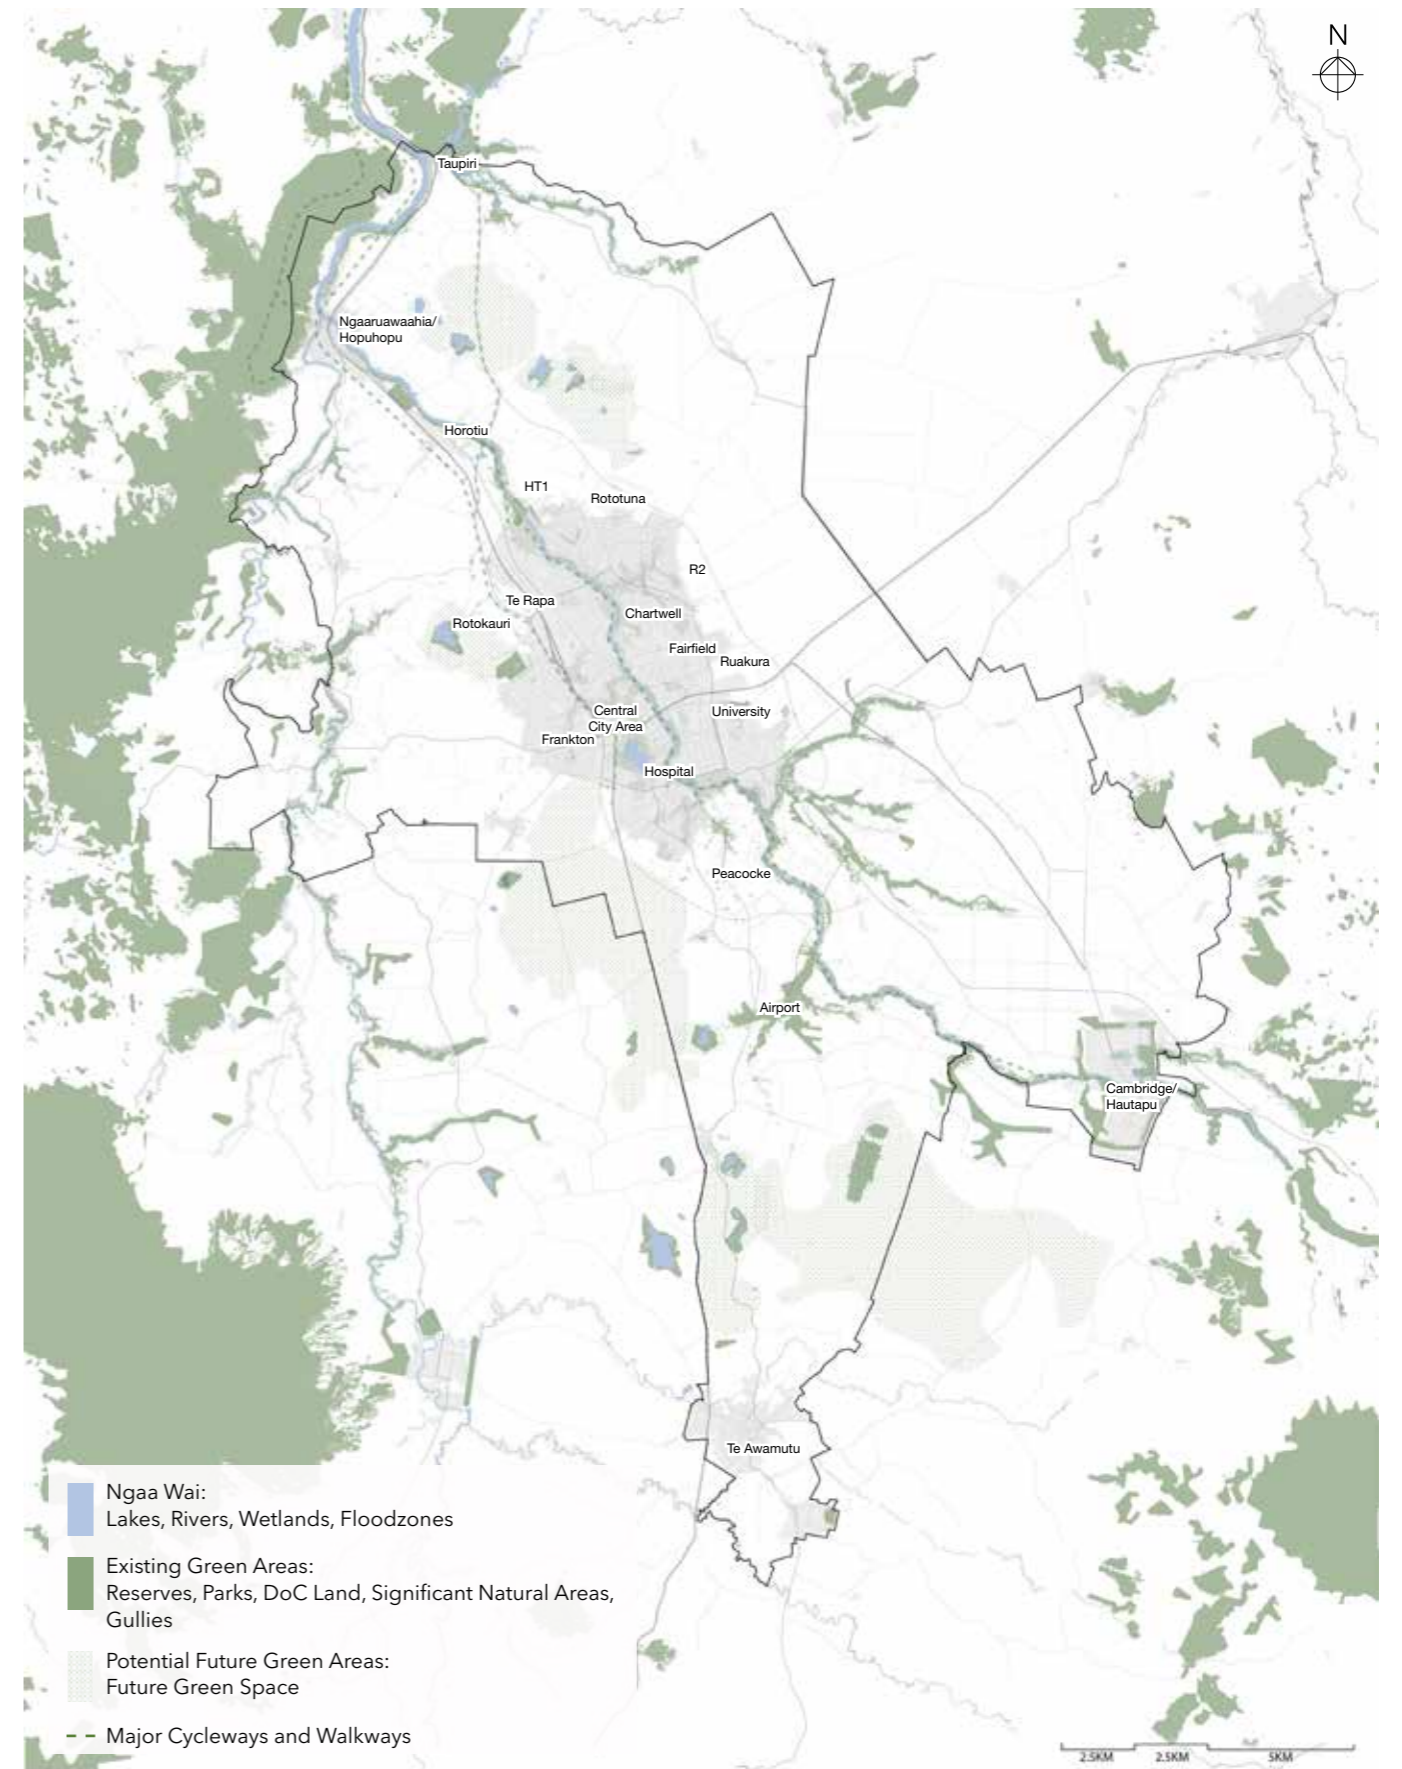 N
Taupiri
Ngaaruawaahia/
Hopuhopu
Horotiu
HT1
Rototuna
R2
Te Rapa
Chartwell
Rotokauri
Fairfield
Ruakura
Central
City Area
University
Frankton
Hospital
Peacocke
Airport
Cambridge/
Hautapu
Te Awamutu
Ngaa Wai:
Lakes, Rivers, Wetlands, Floodzones
Existing Green Areas:
Reserves, Parks, DoC Land, Significant Natural Areas,
Gullies
Potential Future Green Areas:
Future Green Space
Major Cycleways and Walkways
2.5KM 2.5KM 5KM